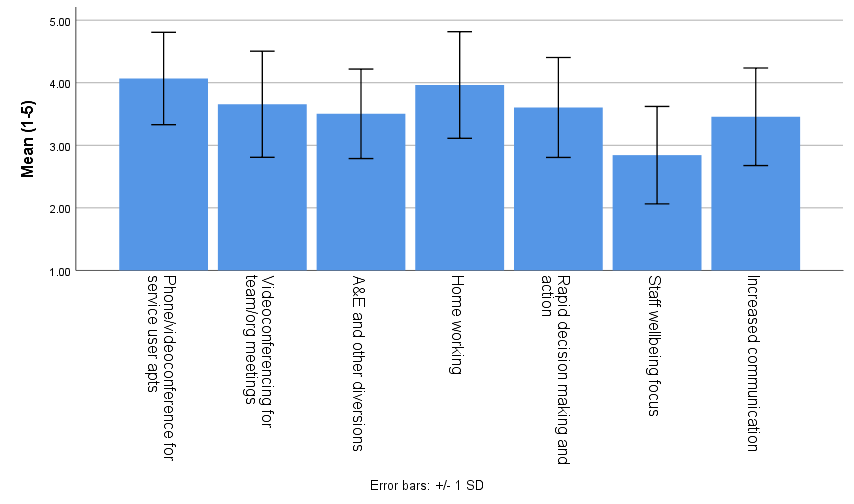 5.00
4.00
3.00
2.00
1.00
Mean (1-5)
Phone/videoconference for
service user apts
Videoconferencing for
team/org meetings
A&E and other diversions
Home working
Rapid decision making and
action
Staff wellbeing focus
Increased communication
Error bars: +/- 1 SD